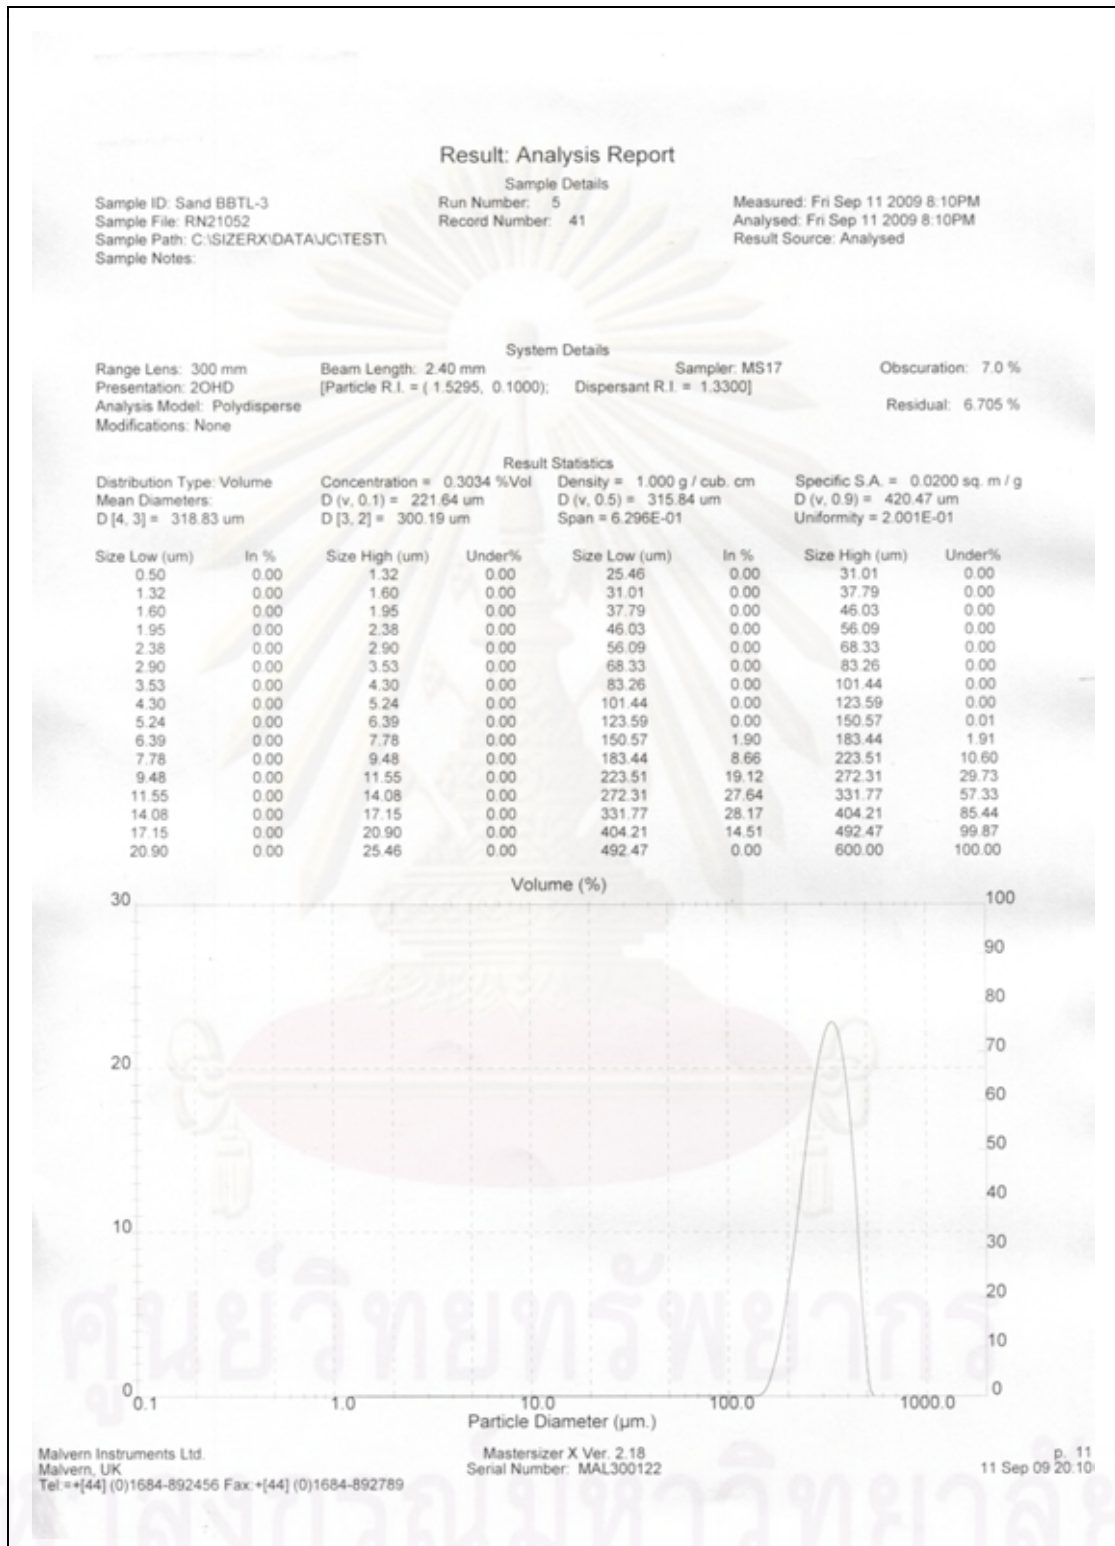 Result: Analysis Report
Sample Details
Sample ID: Sand BBTL-3 Run Number: 5 Measured: Fri Sep 11 2009 8:10PM
Sample File: RN21052 Record Number: 41 Analysed: Fri Sep 11 2009 8:10PM
Sample Path: C:\SIZERX\DATA\JC\TEST\ Result Source: Analysed
Sample Notes:
System Details
Range Lens: 300 mm Beam Length: 2.40 mm Sampler: MS17 Obscuration: 7.0 %
Presentation: 2OHD [Particle R.I. = ( 1.5295, 0.1000); Dispersant R.I. = 1.3300]
Analysis Model: Polydisperse Residual: 6.705 %
Modifications: None
Result Statistics
Distribution Type: Volume Concentration = 0.3034 %Vol Density = 1.000 g / cub. cm Specific S.A. = 0.0200 sq. m / g
Mean Diameters: D (v, 0.1) = 221.64 um D (v, 0.5) = 315.84 um D (v, 0.9) = 420.47 um
D [4, 3] = 318.83 um D [3, 2] = 300.19 um Span = 6.296E-01 Uniformity = 2.001E-01
Size Low (um) In % Size High (um) Under% Size Low (um) In % Size High (um) Under%
0.50 0.00 1.32 0.00 25.46 0.00 31.01 0.00
1.32 0.00 1.60 0.00 31.01 0.00 37.79 0.00
1.60 0.00 1.95 0.00 37.79 0.00 46.03 0.00
1.95 0.00 2.38 0.00 46.03 0.00 56.09 0.00
2.38 0.00 2.90 0.00 56.09 0.00 68.33 0.00
2.90 0.00 3.53 0.00 68.33 0.00 83.26 0.00
3.53 0.00 4.30 0.00 83.26 0.00 101.44 0.00
4.30 0.00 5.24 0.00 101.44 0.00 123.59 0.00
5.24 0.00 6.39 0.00 123.59 0.00 150.57 0.01
6.39 0.00 7.78 0.00 150.57 1.90 183.44 1.91
7.78 0.00 9.48 0.00 183.44 8.66 223.51 10.60
9.48 0.00 11.55 0.00 223.51 19.12 272.31 29.73
11.55 0.00 14.08 0.00 272.31 27.64 331.77 57.33
14.08 0.00 17.15 0.00 331.77 28.17 404.21 85.44
17.15 0.00 20.90 0.00 404.21 14.51 492.47 99.87
20.90 0.00 25.46 0.00 492.47 0.00 600.00 100.00
Volume (%)
30 100
90
80
70
20
60
50
40
10
30
20
10
0 0
0.1 1.0 10.0 100.0 1000.0
Particle Diameter (µm.)
ศูนย์วิทยทรัพยากร
Malvern Instruments Ltd. Mastersizer X Ver. 2.18 p. 11
Malvern, UK Serial Number: MAL300122 11 Sep 09 20:10
Tel:=+[44] (0)1684-892456 Fax:+[44] (0)1684-892789